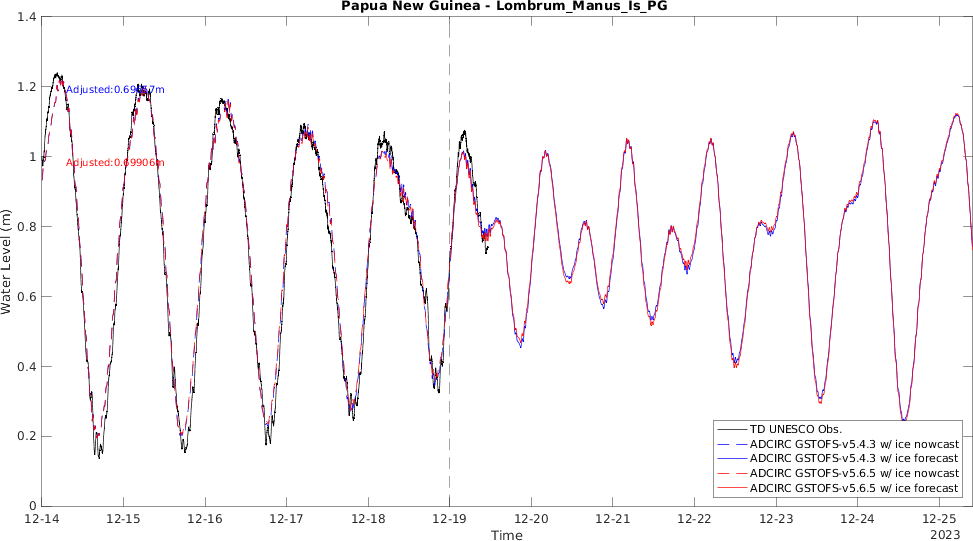 Papua New Guinea - Lombrum_Manus_Is_PG
Water Level (m)
1.4
1.2
1
0.8
0.6
0.4
0.2
0
Adjusted:0.69906m
TD UNESCO Obs.
ADCIRC GSTOFS-v5.4.3 w/ ice nowcast
ADCIRC GSTOFS-v5.4.3 w/ ice forecast
ADCIRC GSTOFS-v5.6.5 w/ ice nowcast
ADCIRC GSTOFS-v5.6.5 w/ ice forecast
12-14 12-15 12-16 12-17 12-18 12-19 12-20 12-21 12-22 12-23 12-24 12-25
Time
2023